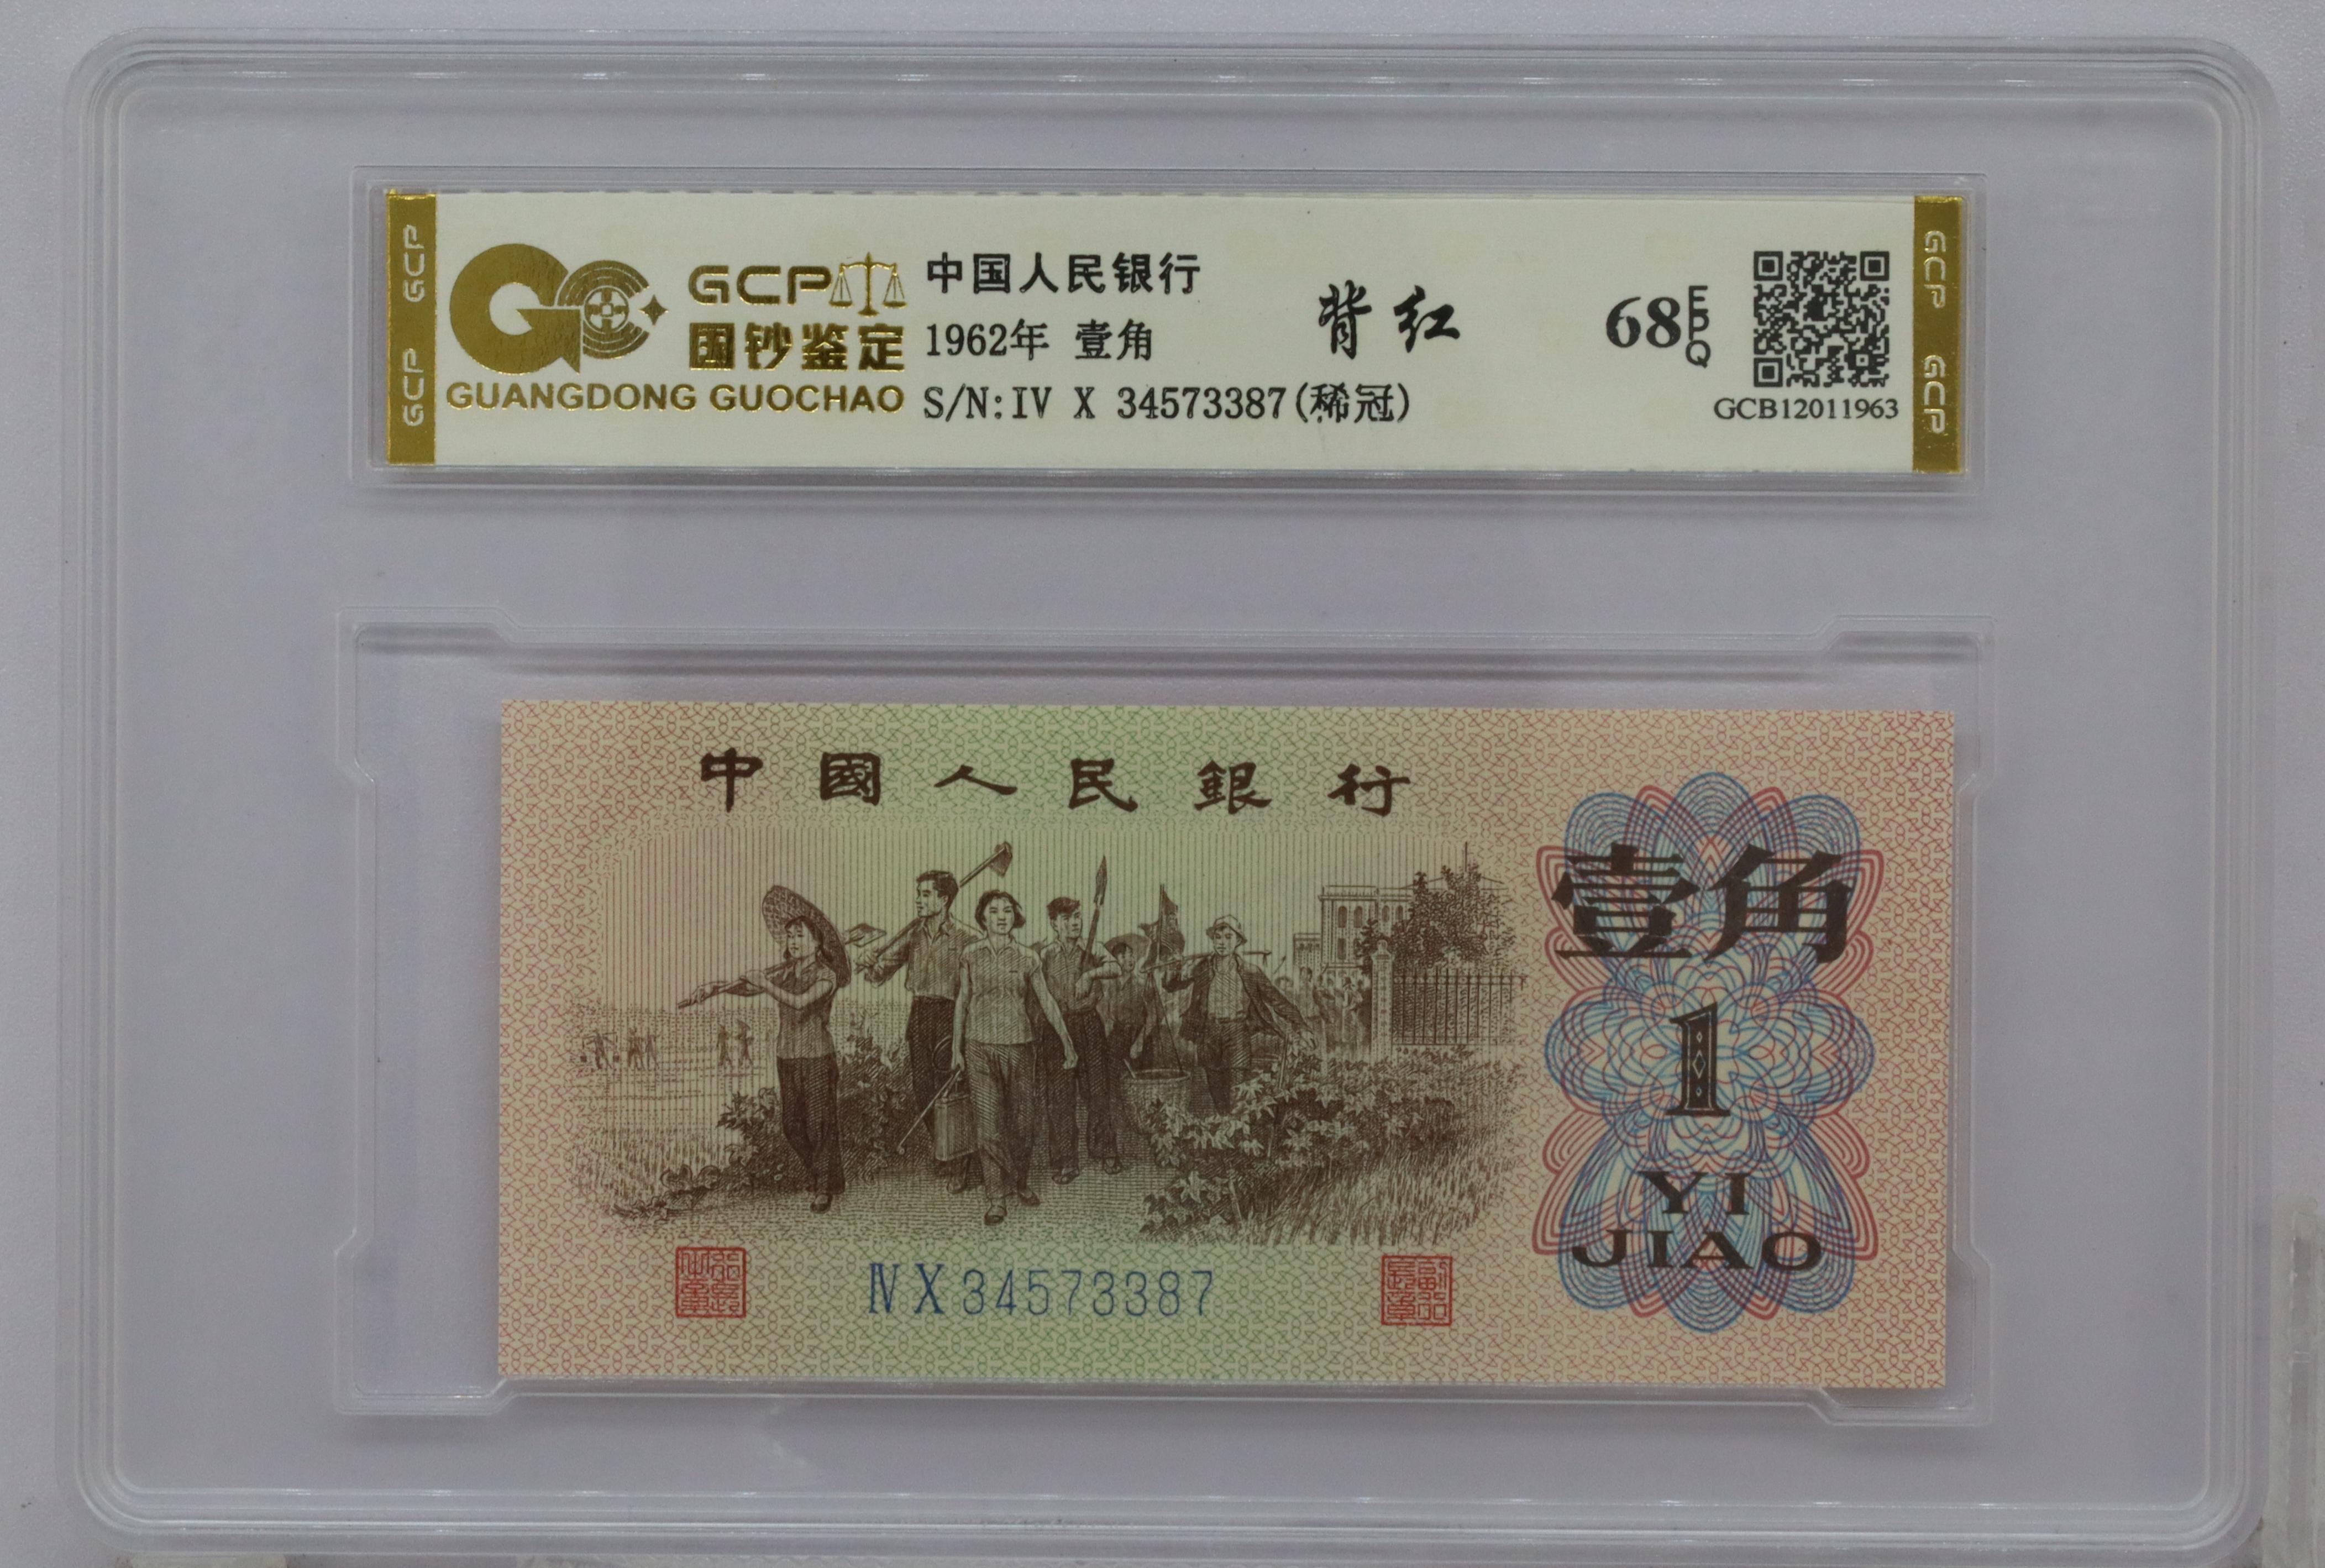 GCP GCP
GCP
国钞鉴定
GUANGDONG GUOCHAO
中国人民银行
1962年 壹角
S/N:IV X 34573387(稀冠)
背红
68 EPQ
GCB12011963
GCP GCP
中國人民銀行
壹角
1
YI
JIAO
IV X 34573387